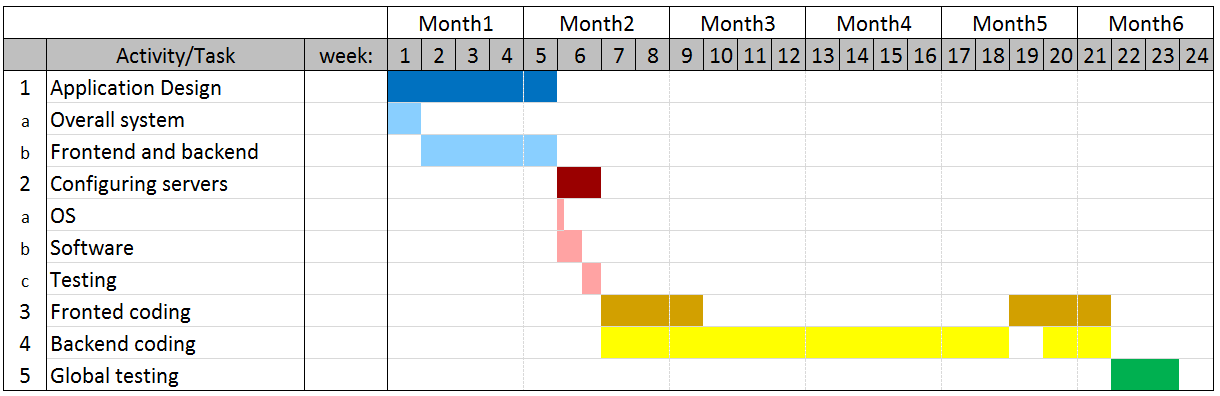 Month1 Month2 Month3 Month4 Month5 Month6
Activity/Task week: 1 2 3 4 5 6 7 8 9 10 11 12 13 14 15 16 17 18 19 20 21 22 23 24
1 Application Design
a Overall system
b Frontend and backend
2 Configuring servers
a OS
b Software
c Testing
3 Fronted coding
4 Backend coding
5 Global testing